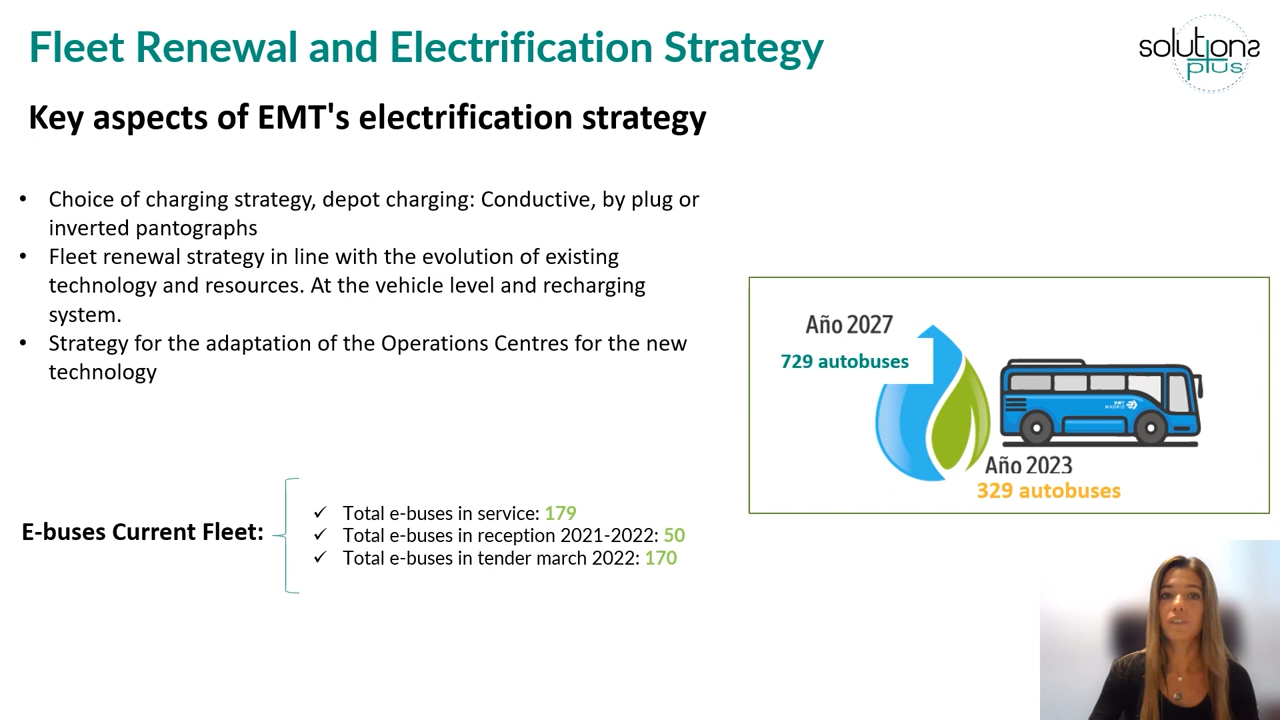 Fleet Renewal and Electrification Strategy
solutions
plus
Key aspects of EMT's electrification strategy
• Choice of charging strategy, depot charging: Conductive, by plug or
inverted pantographs
• Fleet renewal strategy in line with the evolution of existing
technology and resources. At the vehicle level and recharging
system.
• Strategy for the adaptation of the Operations Centres for the new
technology
Año 2027
729 autobuses
EMT
MADRID
Año 2023
329 autobuses
E-buses Current Fleet:
✓ Total e-buses in service: 179
✓ Total e-buses in reception 2021-2022: 50
✓ Total e-buses in tender march 2022: 170